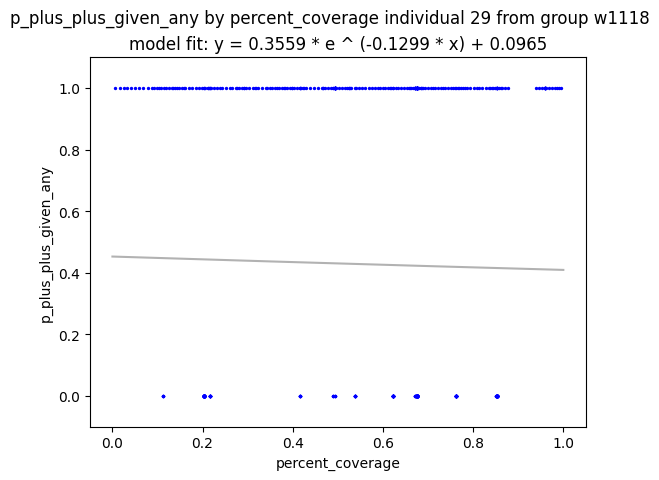 p_plus_plus_given_any by percent_coverage individual 29 from group w1118
model fit: y = 0.3559 * e ^ (-0.1299 * x) + 0.0965
1.0
0.8
0.6
0.4
0.2
0.0
p_plus_plus_given_any
0.0 0.2 0.4 0.6 0.8 1.0
percent_coverage